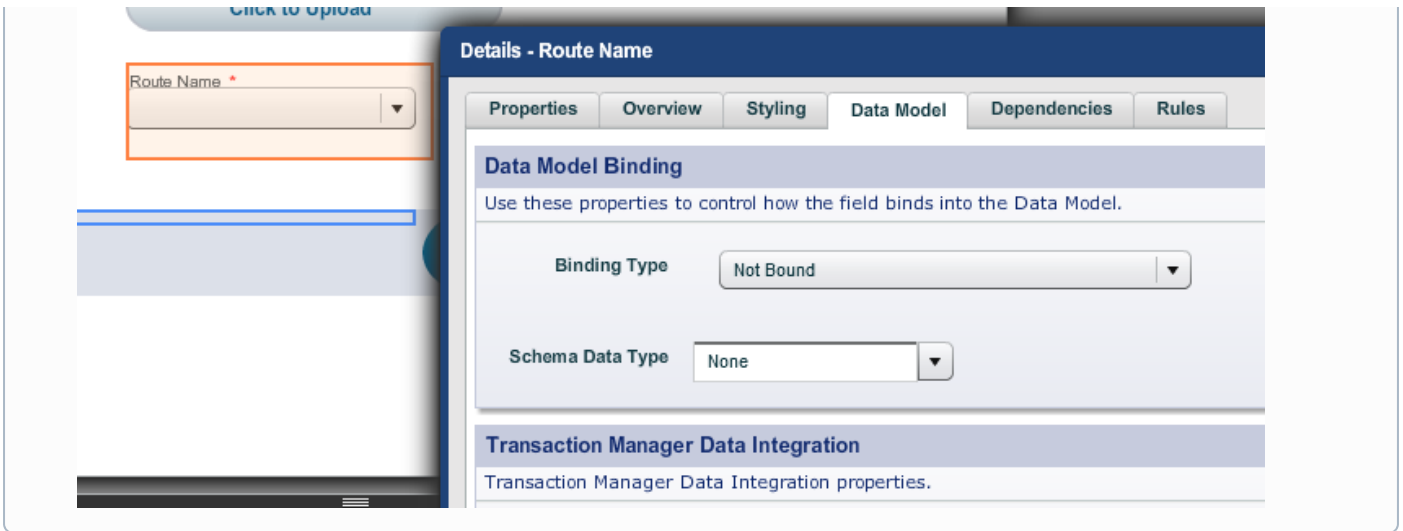 Click to Upload
Details - Route Name
Route Name *
Properties Overview Styling Data Model Dependencies Rules
Data Model Binding
Use these properties to control how the field binds into the Data Model.
Binding Type Not Bound
Schema Data Type None
Transaction Manager Data Integration
Transaction Manager Data Integration properties.